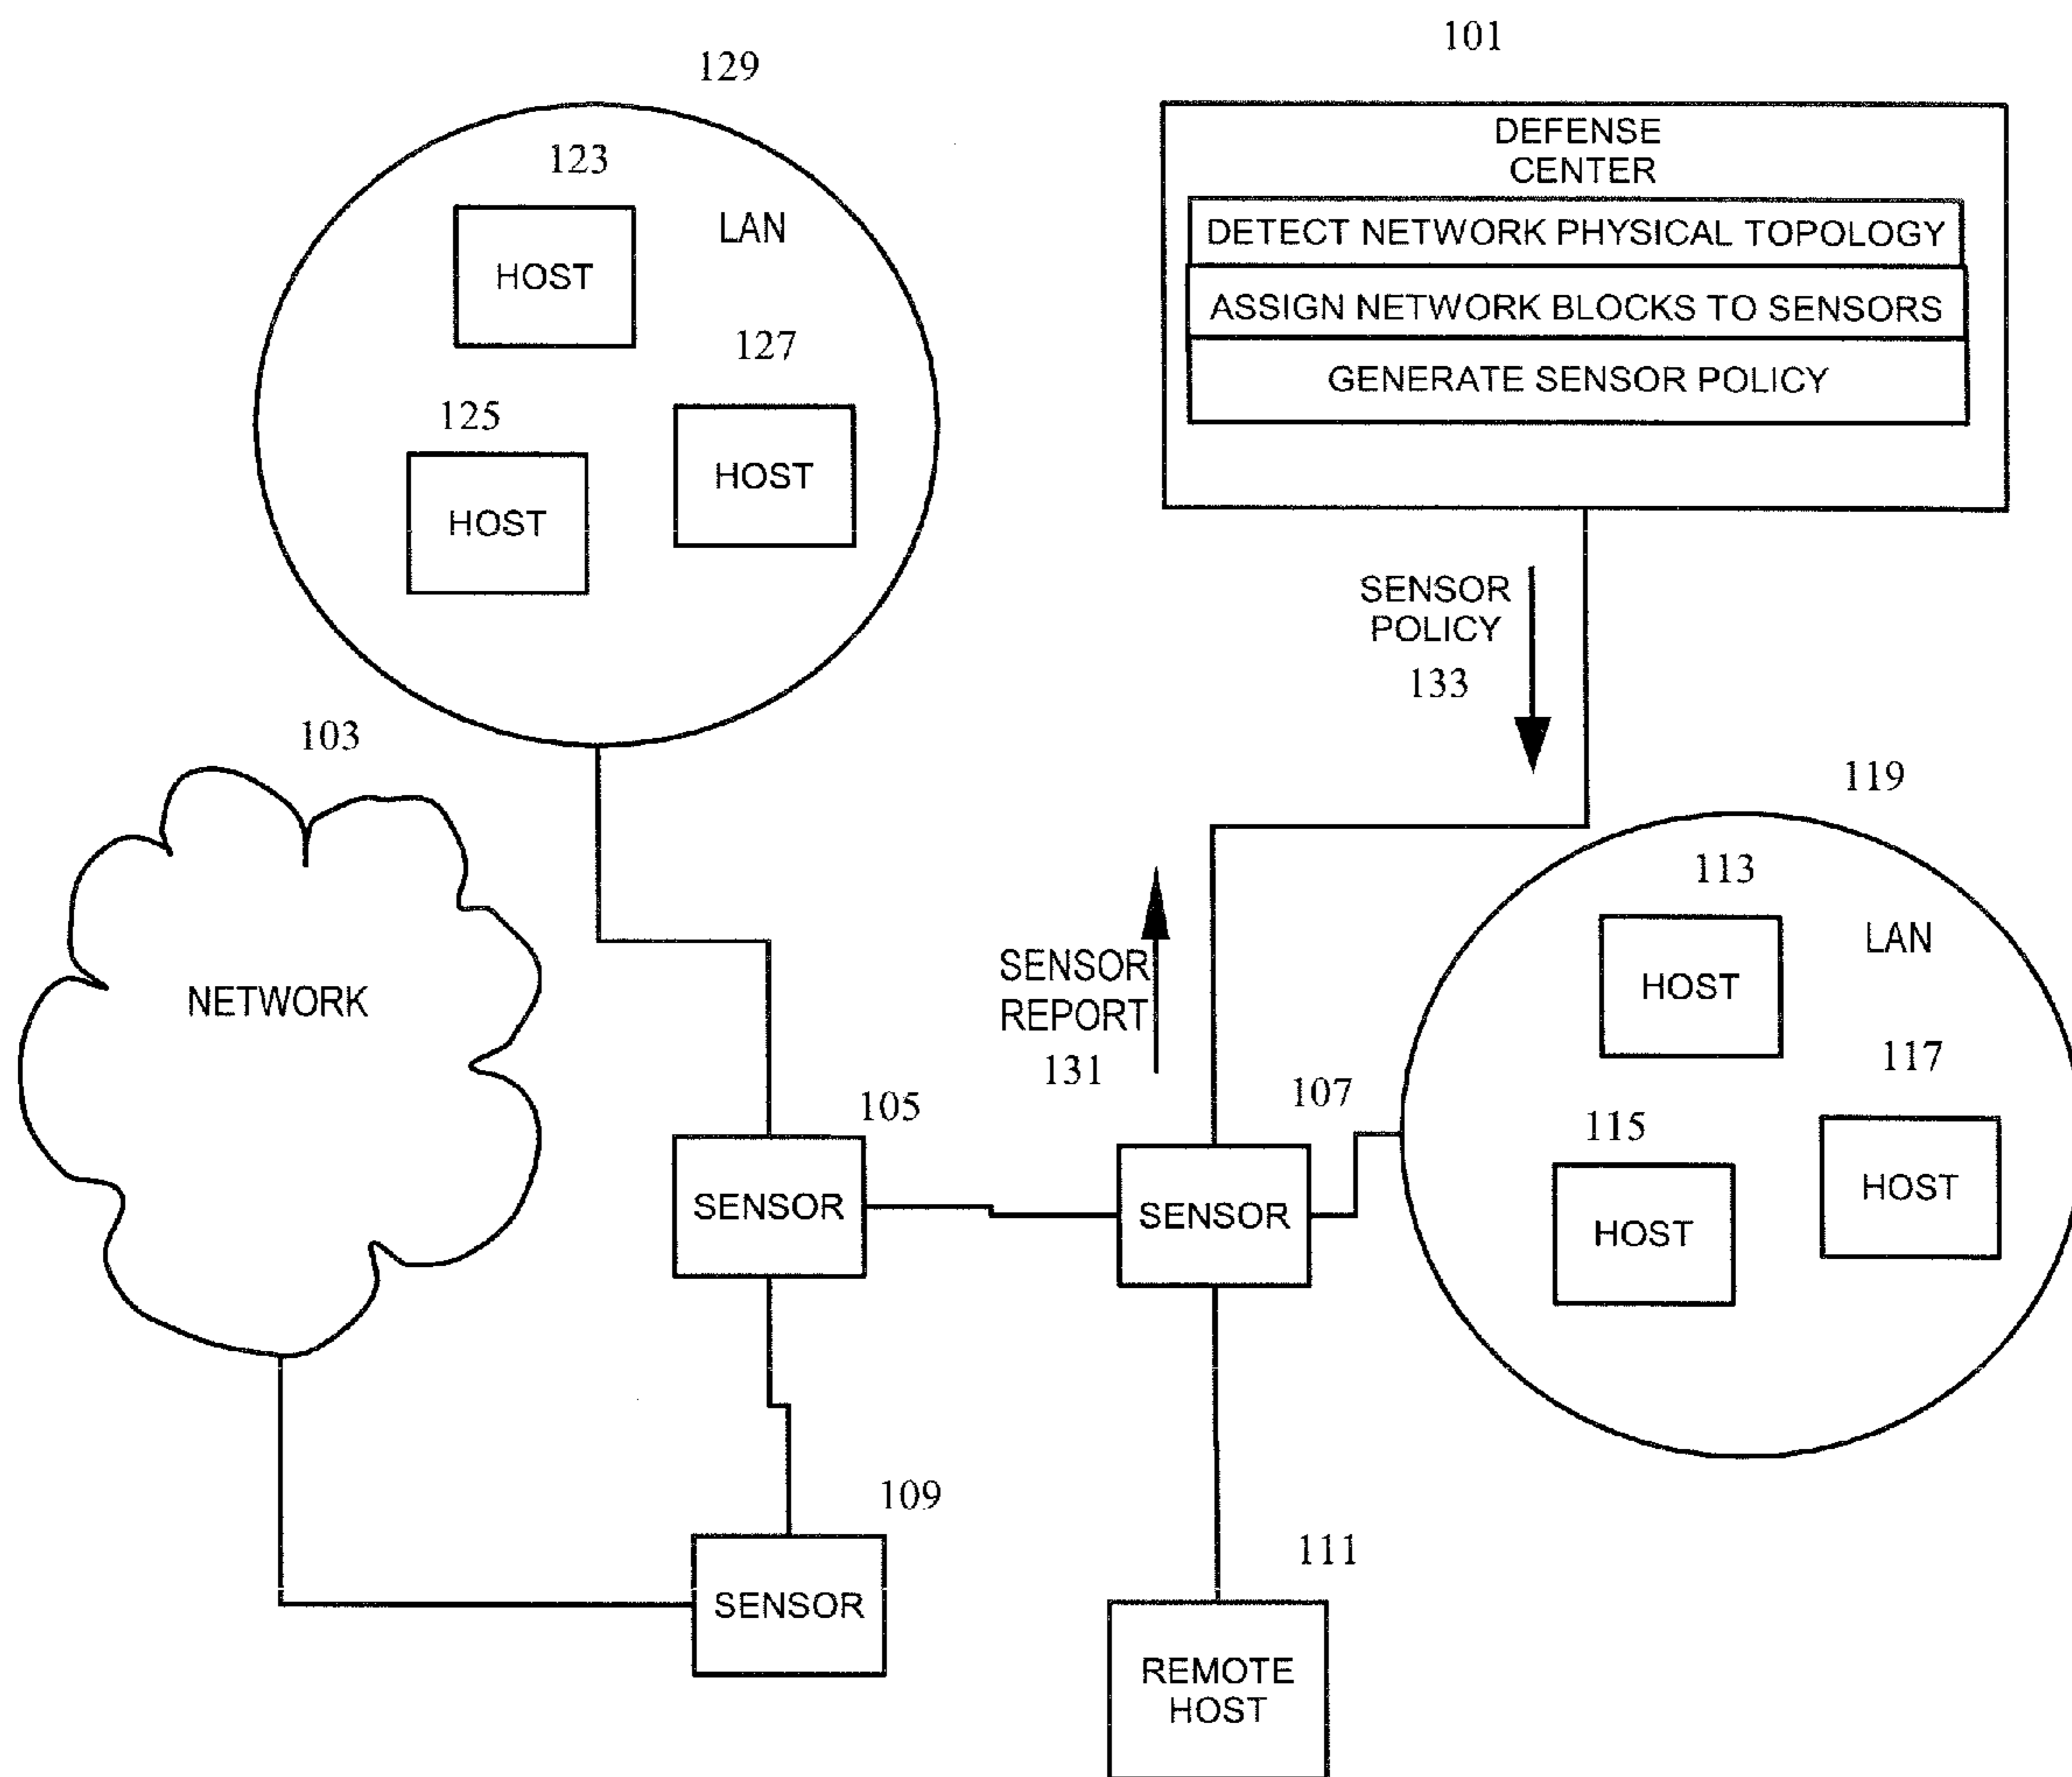 101
129
DEFENSE
CENTER
123
LAN
HOST
DETECT NETWORK PHYSICAL TOPOLOGY
ASSIGN NETWORK BLOCKS TO SENSORS
GENERATE SENSOR POLICY
127
HOST
125
HOST
SENSOR
POLICY
133
103
NETWORK
119
113
LAN
HOST
117
HOST
115
HOST
SENSOR
REPORT
131
107
105
SENSOR
SENSOR
109
SENSOR
111
REMOTE
HOST